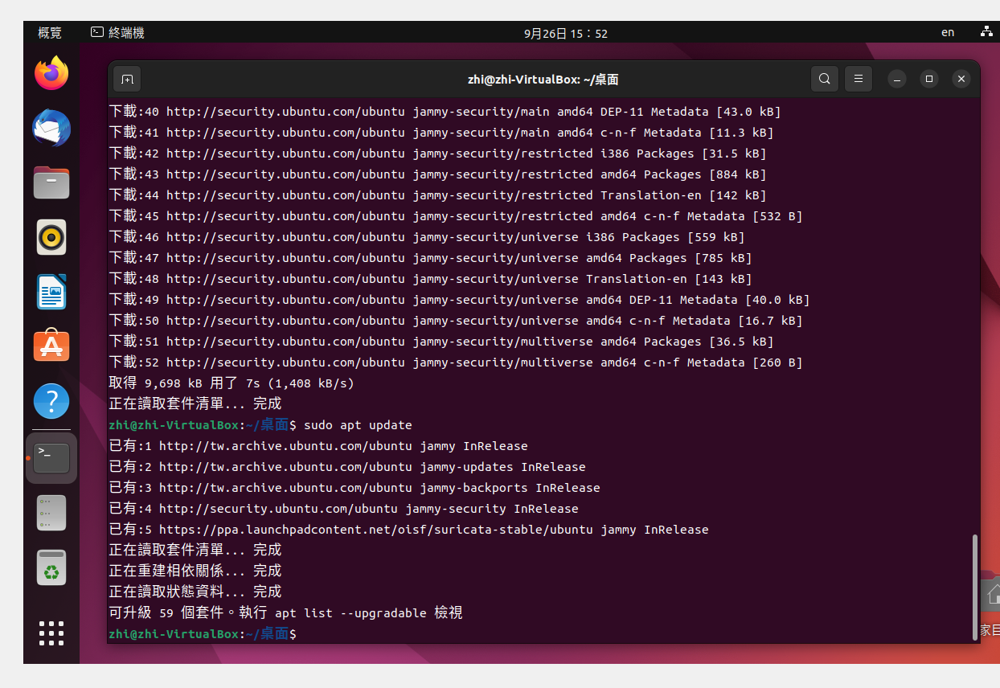 概覽
終端機
9月26日 15：52
en
zhi@zhi-VirtualBox: ~/桌面
下載:40 http://security.ubuntu.com/ubuntu jammy-security/main amd64 DEP-11 Metadata [43.0 kB]
下載:41 http://security.ubuntu.com/ubuntu jammy-security/main amd64 c-n-f Metadata [11.3 kB]
下載:42 http://security.ubuntu.com/ubuntu jammy-security/restricted i386 Packages [31.5 kB]
下載:43 http://security.ubuntu.com/ubuntu jammy-security/restricted amd64 Packages [884 kB]
下載:44 http://security.ubuntu.com/ubuntu jammy-security/restricted Translation-en [142 kB]
下載:45 http://security.ubuntu.com/ubuntu jammy-security/restricted amd64 c-n-f Metadata [532 B]
下載:46 http://security.ubuntu.com/ubuntu jammy-security/universe i386 Packages [559 kB]
下載:47 http://security.ubuntu.com/ubuntu jammy-security/universe amd64 Packages [785 kB]
下載:48 http://security.ubuntu.com/ubuntu jammy-security/universe Translation-en [143 kB]
下載:49 http://security.ubuntu.com/ubuntu jammy-security/universe amd64 DEP-11 Metadata [40.0 kB]
下載:50 http://security.ubuntu.com/ubuntu jammy-security/universe amd64 c-n-f Metadata [16.7 kB]
下載:51 http://security.ubuntu.com/ubuntu jammy-security/multiverse amd64 Packages [36.5 kB]
下載:52 http://security.ubuntu.com/ubuntu jammy-security/multiverse amd64 c-n-f Metadata [260 B]
取得 9,698 kB 用了 7s (1,408 kB/s)
正在讀取套件清單... 完成
zhi@zhi-VirtualBox:~/桌面$ sudo apt update
已有:1 http://tw.archive.ubuntu.com/ubuntu jammy InRelease
已有:2 http://tw.archive.ubuntu.com/ubuntu jammy-updates InRelease
已有:3 http://tw.archive.ubuntu.com/ubuntu jammy-backports InRelease
已有:4 http://security.ubuntu.com/ubuntu jammy-security InRelease
已有:5 https://ppa.launchpadcontent.net/oisf/suricata-stable/ubuntu jammy InRelease
正在讀取套件清單... 完成
正在重建相依關係... 完成
正在讀取狀態資料... 完成
可升級 59 個套件。執行 apt list --upgradable 檢視
zhi@zhi-VirtualBox:~/桌面$
家目